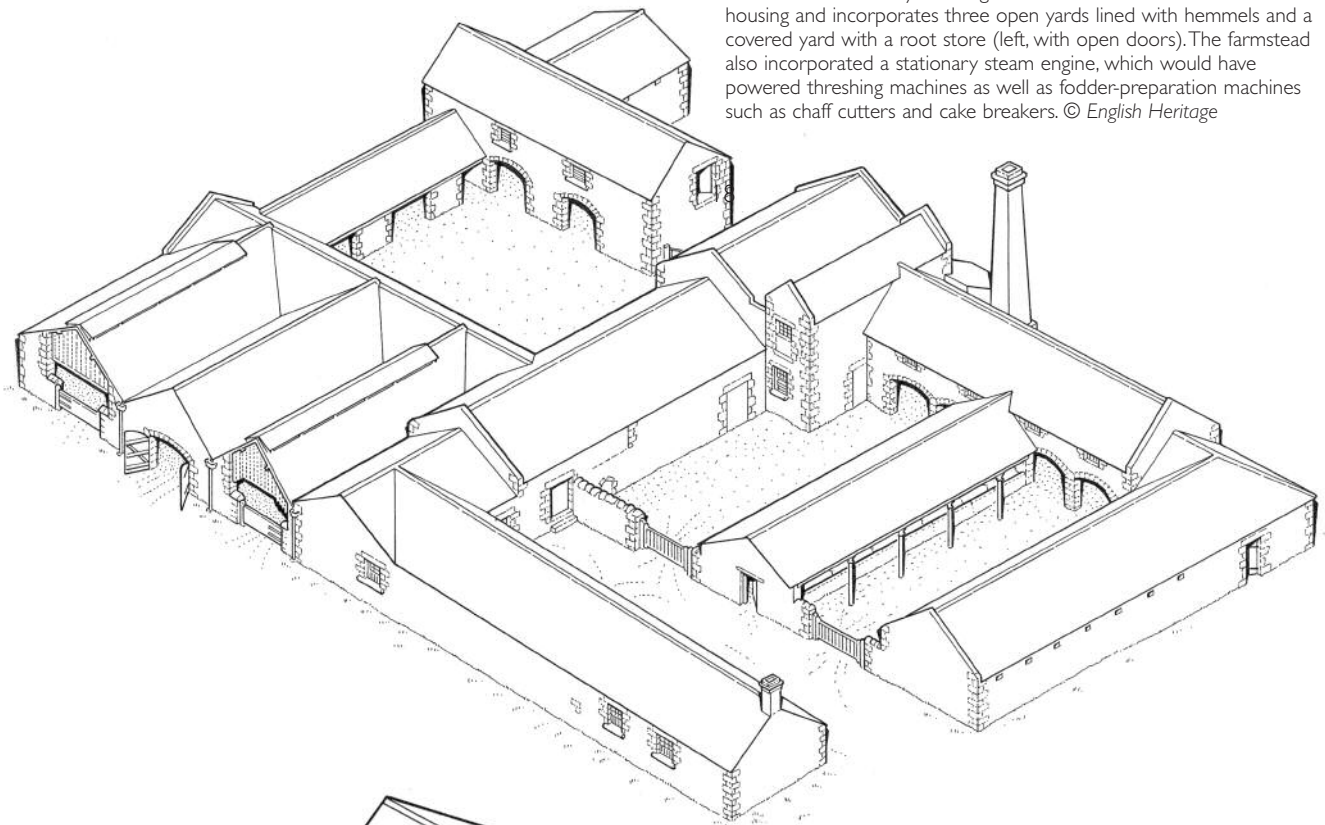 housing and incorporates three open yards lined with hemmels and a
covered yard with a root store (left, with open doors). The farmstead
also incorporated a stationary steam engine, which would have
powered threshing machines as well as fodder-preparation machines
such as chaff cutters and cake breakers. © English Heritage